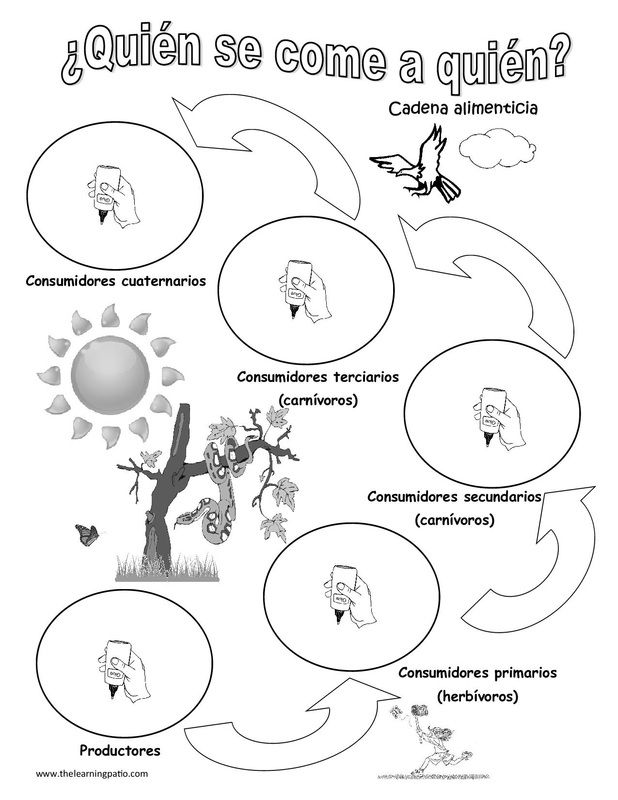 ¿Quién se come a quién?
Cadena alimenticia
Consumidores cuaternarios
Consumidores terciarios
(carnívoros)
Consumidores secundarios
(carnívoros)
Consumidores primarios
(herbívoros)
Productores
www.thelearningpatio.com